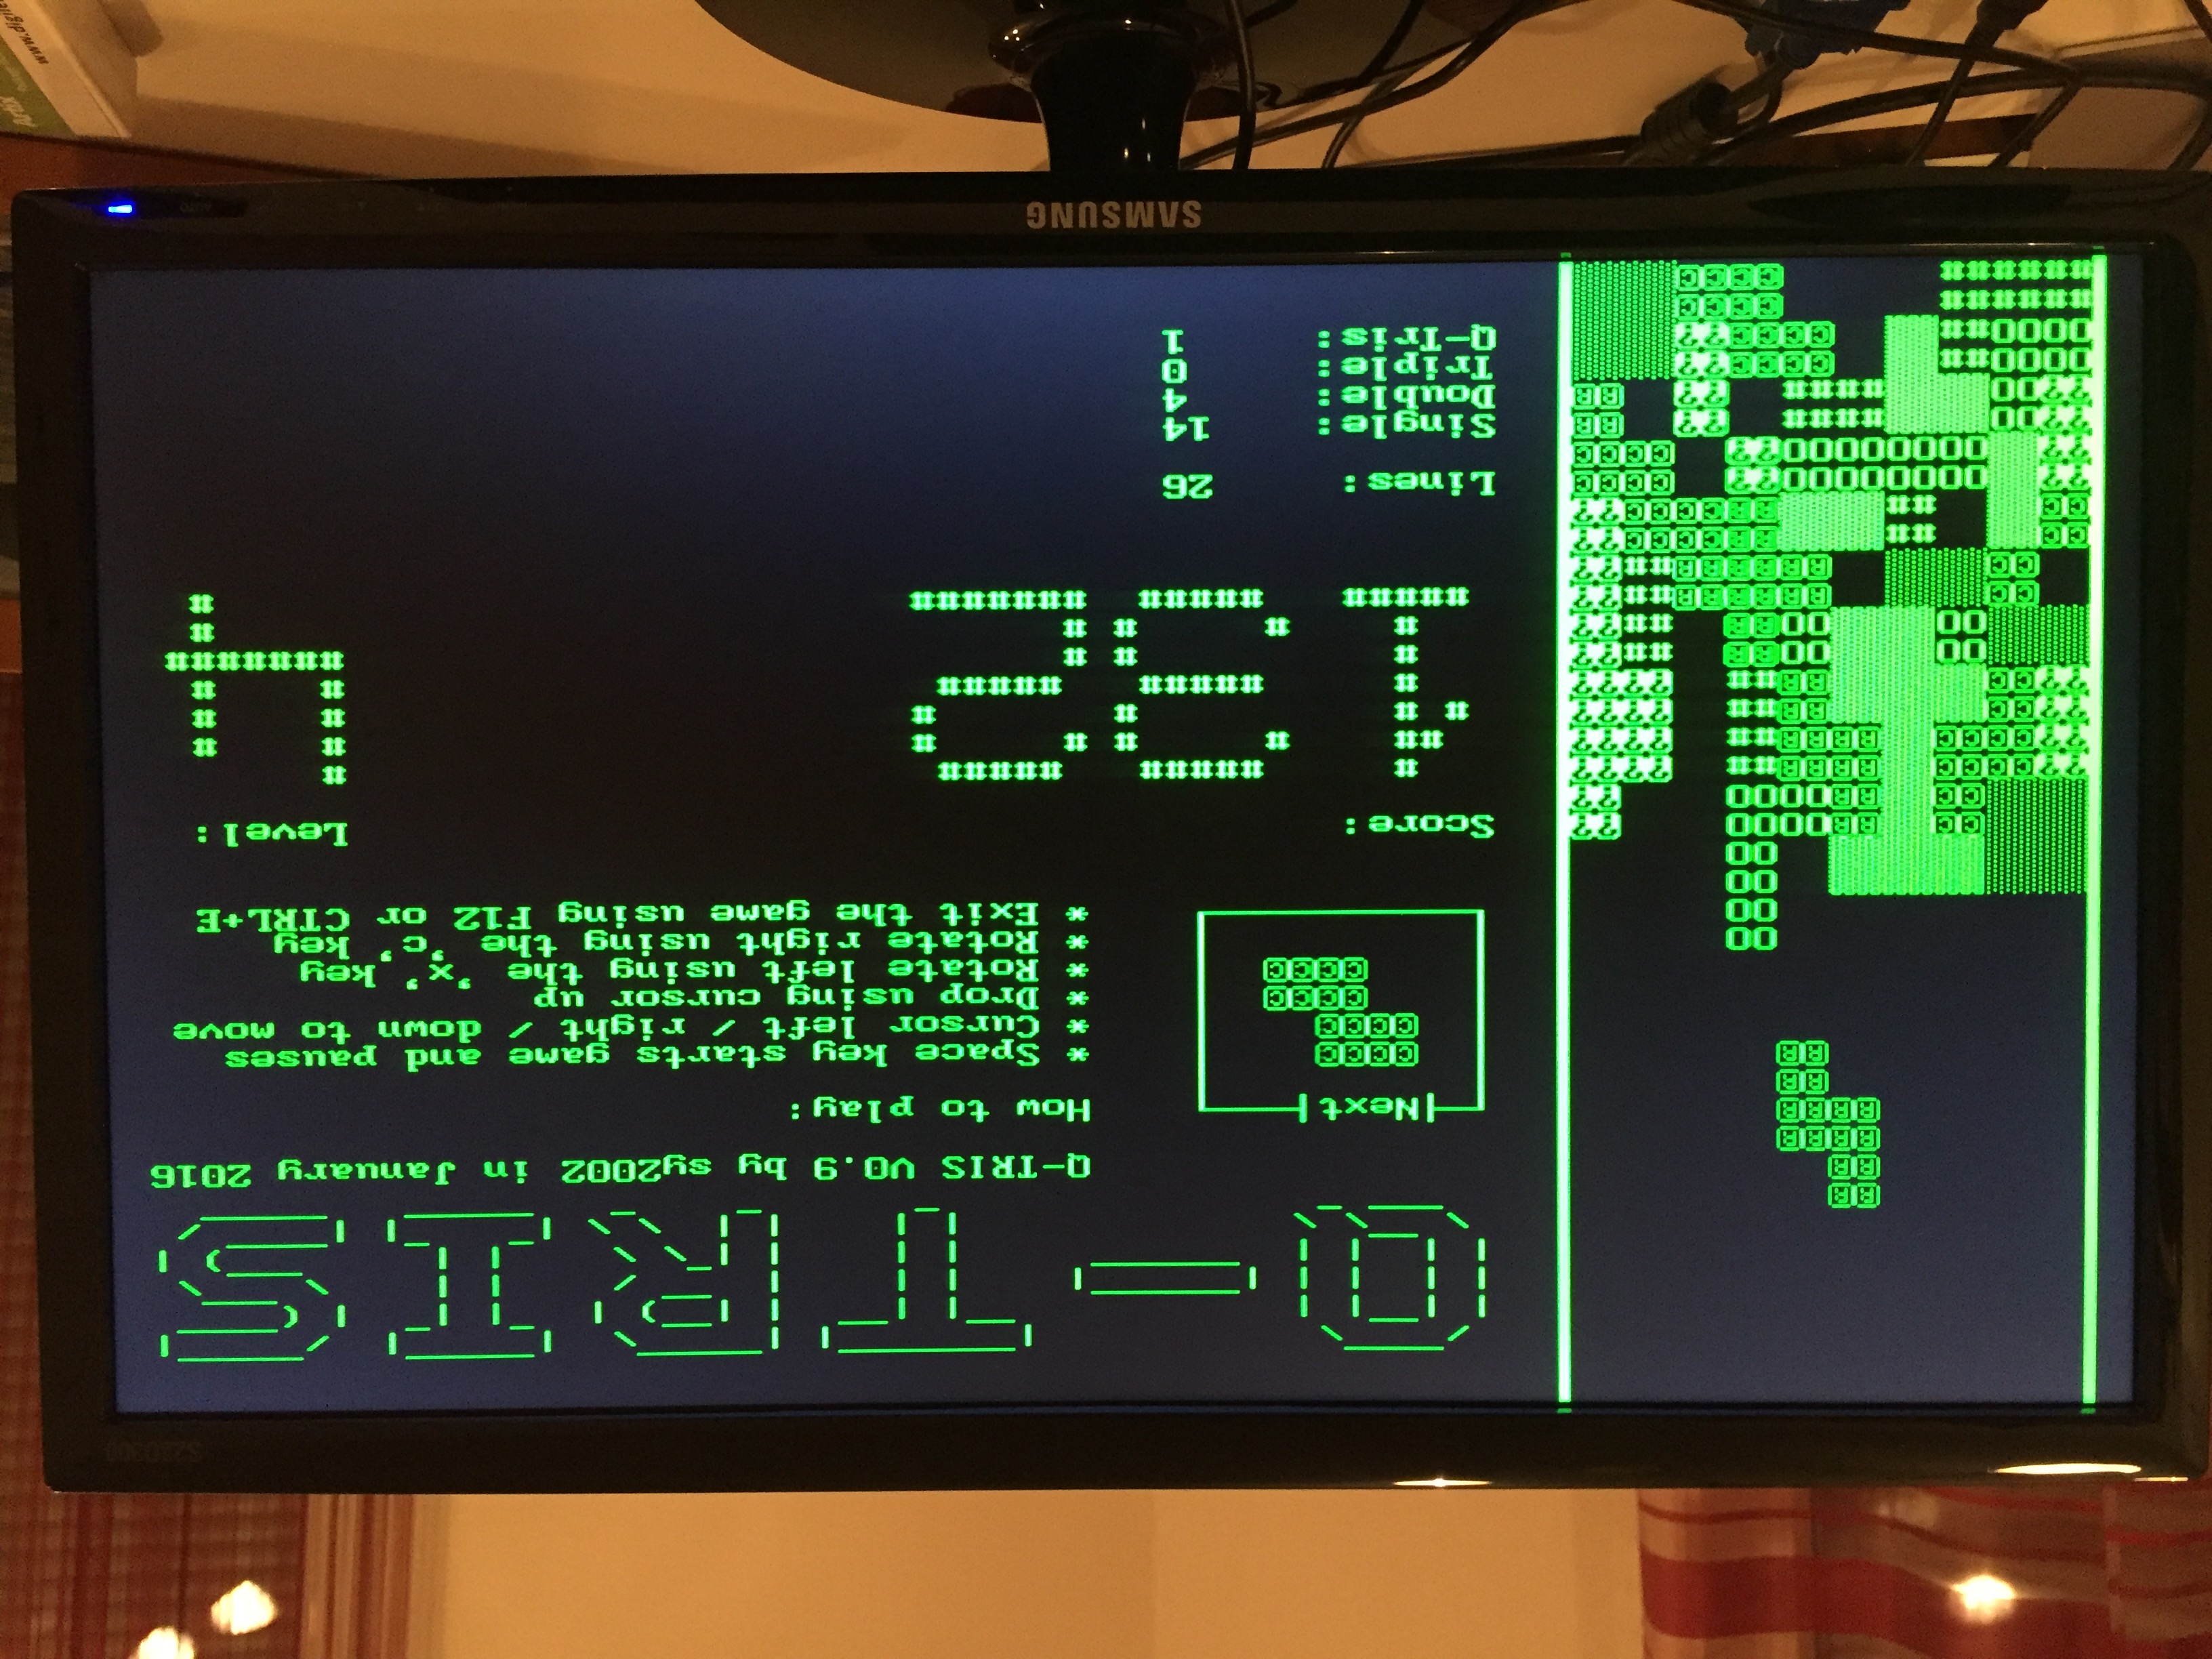 S22D300
Q-TRIS
Q-TRIS V0.9 by sy2002 in January 2016
Next
How to play:
* Space key starts game and pauses
* Cursor left / right / down to move
* Drop using cursor up
* Rotate left using the 'x' key
* Rotate right using the 'c' key
* Exit the game using F12 or CTRL+E
Score:
132
Level:
4
Lines: 26
Single: 14
Double: 4
Triple: 0
Q-Tris: 1
SAMSUNG